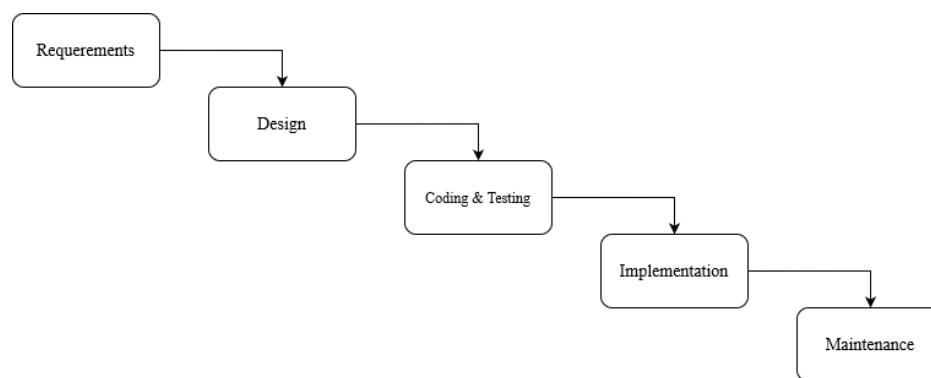 Requerements
Design
Coding & Testing
Implementation
Maintenance